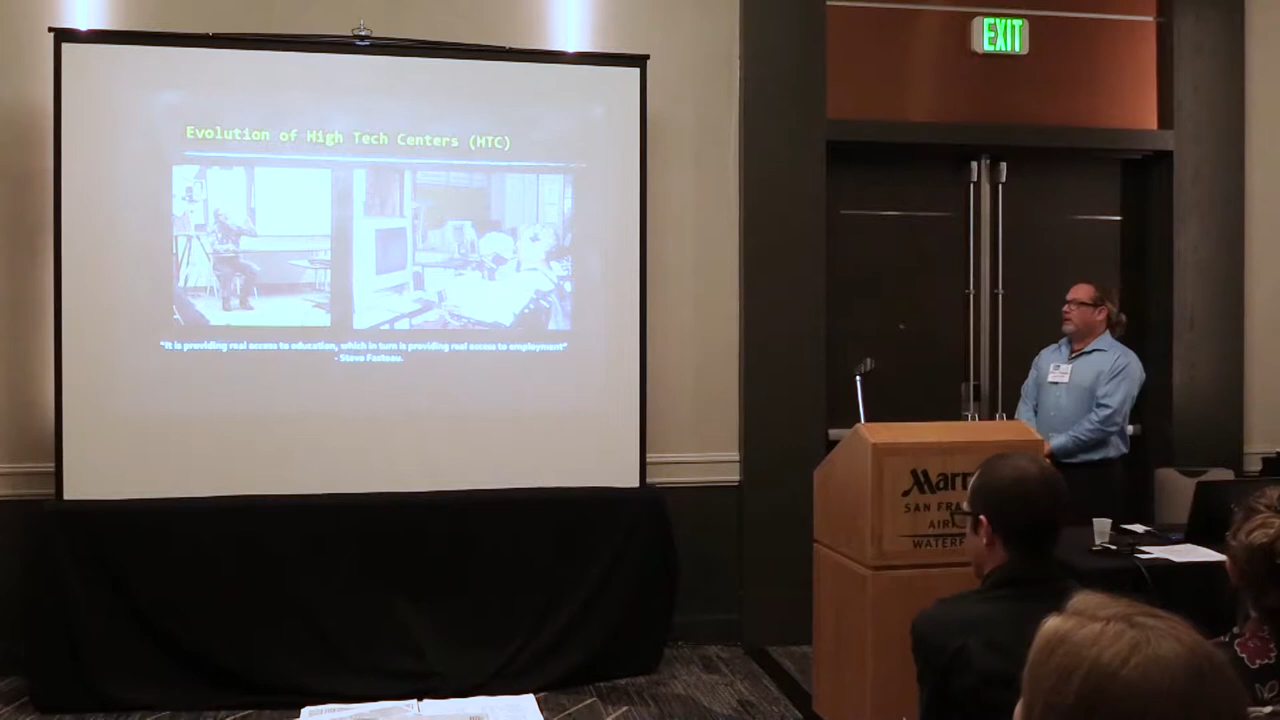 Evolution of High Tech Centers (HTC)
"It is providing real access to education, which in turn is providing real access to employment"
- Steve Fasteau.
EXIT
Marr
SAN FRA
AIR
WATERF